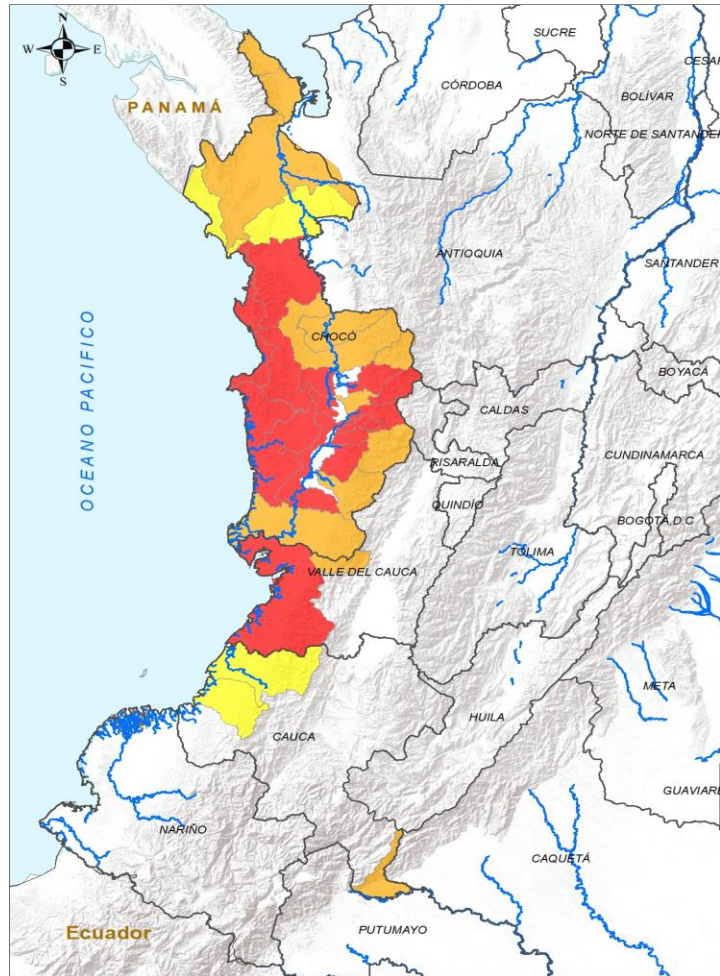 N
W E
S
SUCRE
CESAR
CÓRDOBA
BOLÍVAR
PANAMÁ
NORTE DE SANTANDER
ANTIOQUIA
SANTANDER
OCEANO PACIFICO
CHOCÓ
BOYACÁ
CALDAS
CUNDINAMARCA
RISARALDA
QUINDÍO
BOGOTÁ, D.C
TOLIMA
VALLE DEL CAUCA
META
HUILA
CAUCA
GUAVIARE
NARIÑO
CAQUETÁ
PUTUMAYO
Ecuador